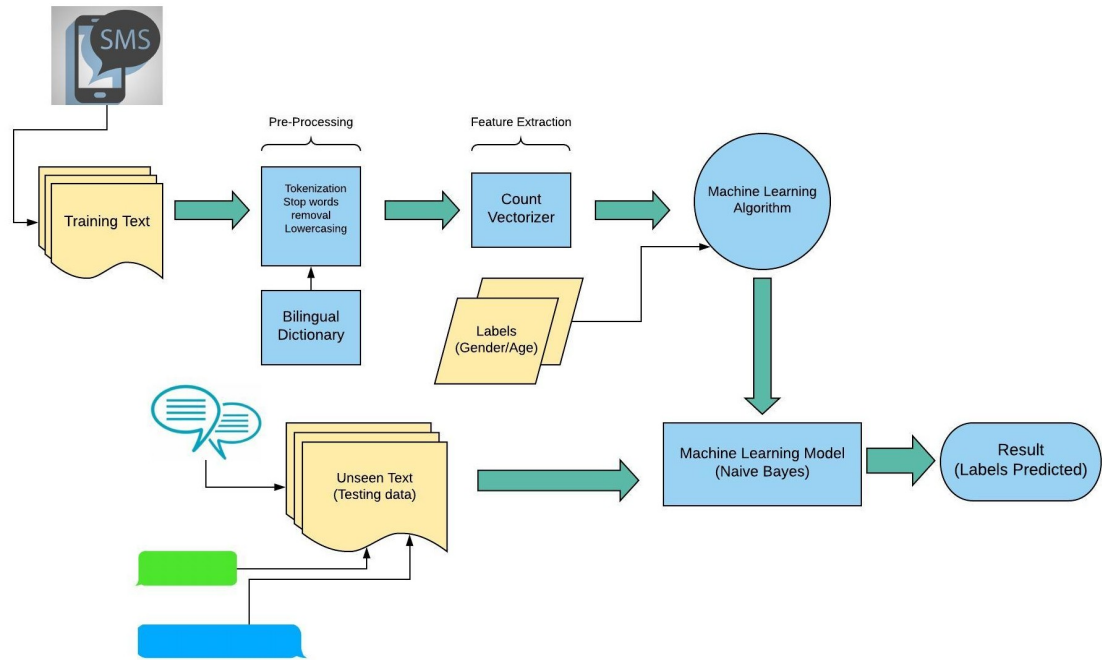 SMS
Pre-Processing
Feature Extraction
Training Text
Tokenization
Stop words
removal
Lowercasing
Count
Vectorizer
Machine Learning
Algorithm
Bilingual
Dictionary
Labels
(Gender/Age)
Unseen Text
(Testing data)
Machine Learning Model
(Naive Bayes)
Result
(Labels Predicted)